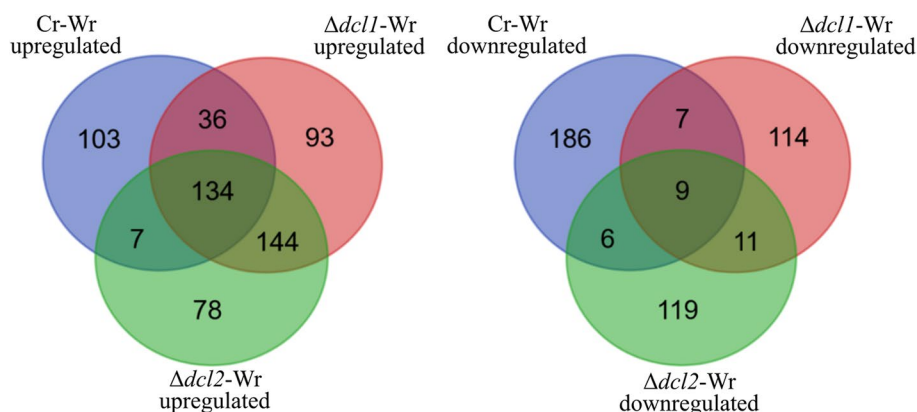 Cr-Wr
upregulated
Δdcl1-Wr
upregulated
103
36
93
134
7
144
78
Δdcl2-Wr
upregulated
Cr-Wr
downregulated
Δdcl1-Wr
downregulated
186
7
114
9
6
11
119
Δdcl2-Wr
downregulated